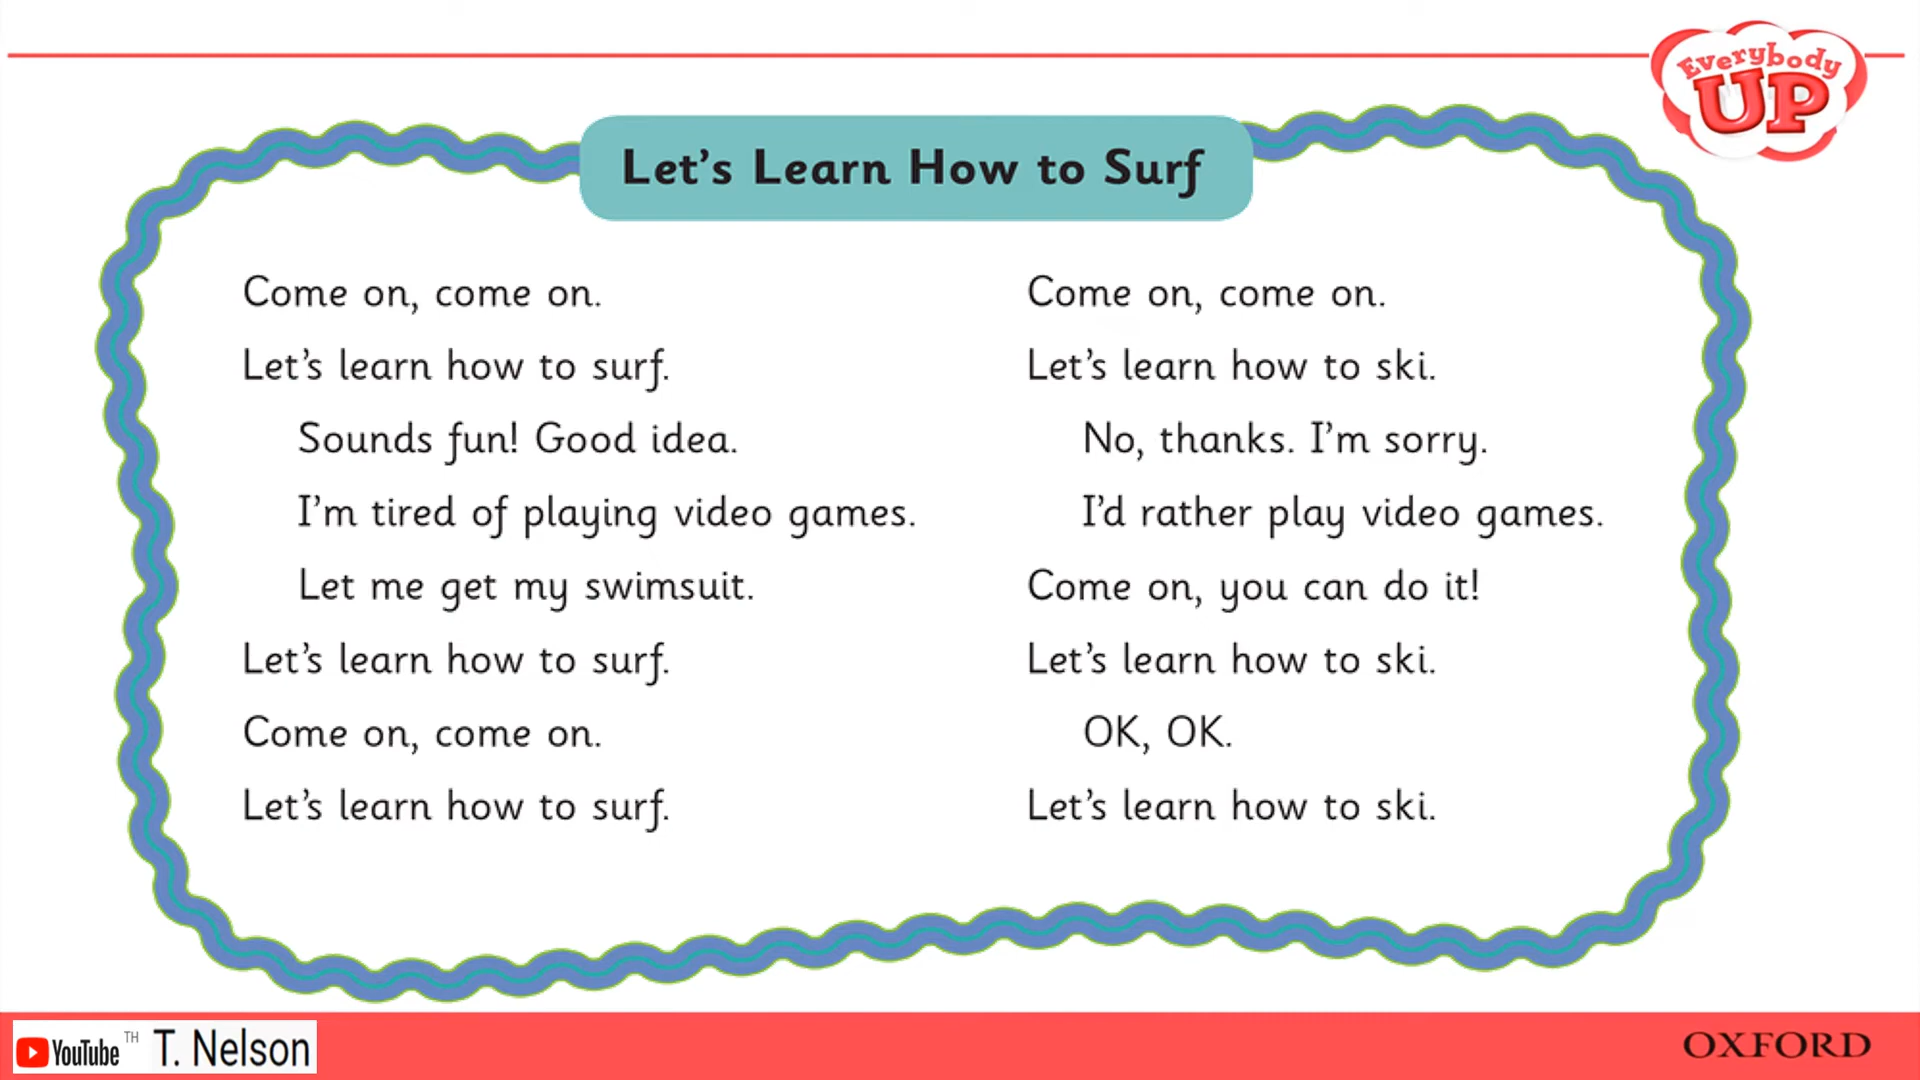 Everybody
UP
Let's Learn How to Surf
Come on, come on.
Let's learn how to surf.
Sounds fun! Good idea.
I'm tired of playing video games.
Let me get my swimsuit.
Let's learn how to surf.
Come on, come on.
Let's learn how to surf.
Come on, come on.
Let's learn how to ski.
No, thanks. I'm sorry.
I'd rather play video games.
Come on, you can do it!
Let's learn how to ski.
OK, OK.
Let's learn how to ski.
YouTube TH T. Nelson
OXFORD